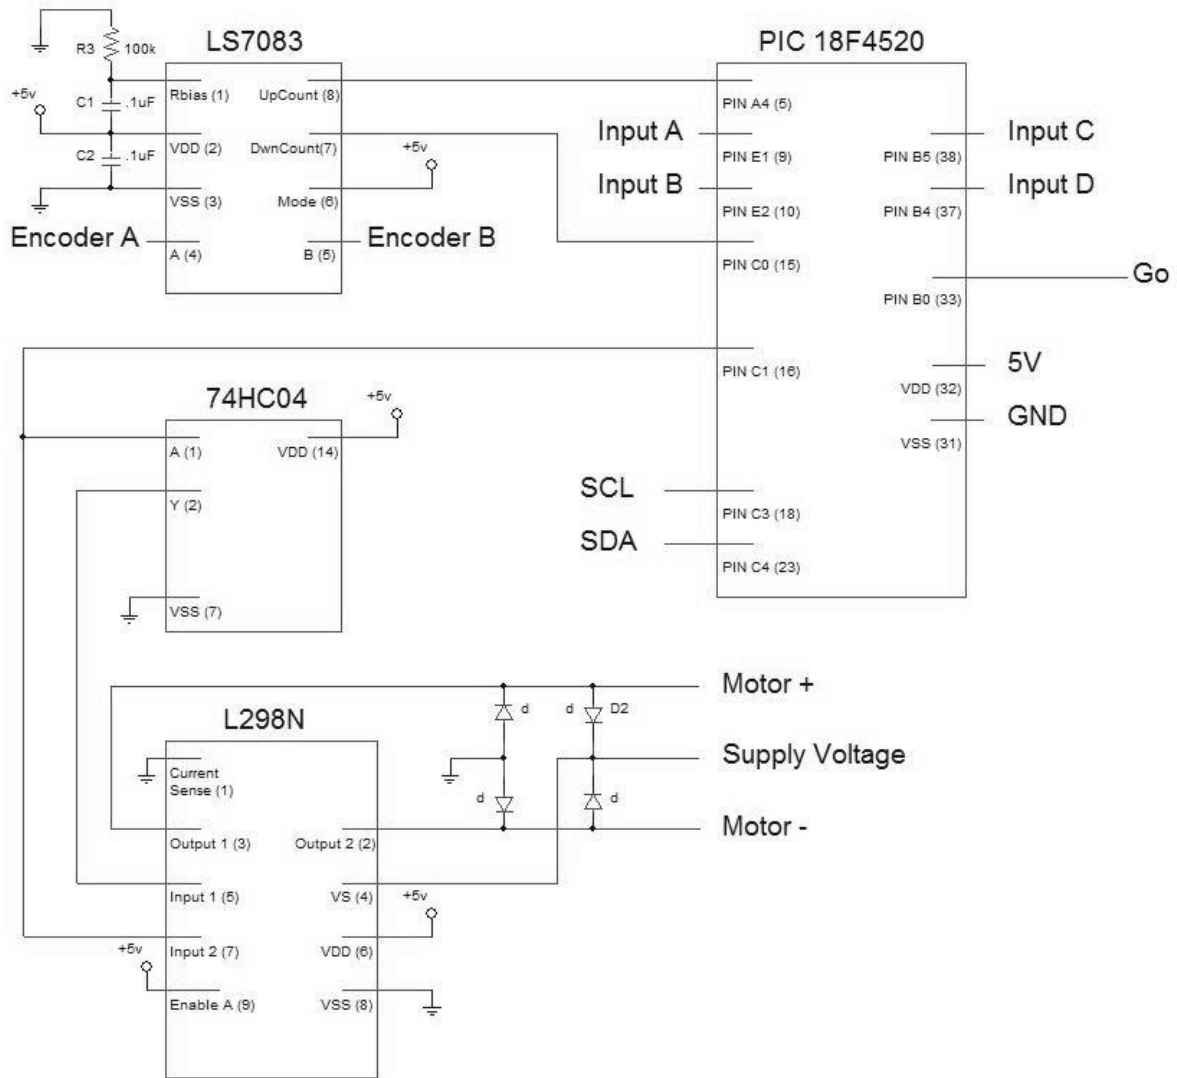 LS7083
R3 100k
+5v
C1 .1uF
C2 .1uF
Rbias (1)
UpCount (8)
VDD (2)
DwnCount(7)
+5v
VSS (3)
Mode (6)
Encoder A
Encoder B
A (4)
B (5)
PIC 18F4520
PIN A4 (5)
Input A
PIN E1 (9)
Input B
PIN E2 (10)
PIN C0 (15)
PIN C1 (16)
Input C
PIN B5 (38)
Input D
PIN B4 (37)
Go
PIN B0 (33)
5V
VDD (32)
GND
VSS (31)
SCL
PIN C3 (18)
SDA
PIN C4 (23)
74HC04
+5v
A (1)
VDD (14)
Y (2)
VSS (7)
Motor +
d
d D2
Supply Voltage
d
d
Motor -
L298N
Current
Sense (1)
Output 1 (3)
Output 2 (2)
Input 1 (5)
VS (4)
+5v
+5v
Input 2 (7)
VDD (6)
Enable A (9)
VSS (8)